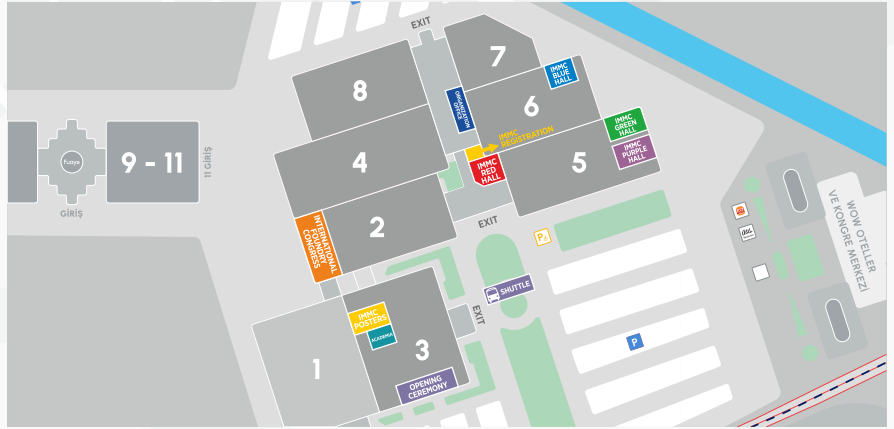 EXIT
7
8
IMMC
BLUE
HALL
ORGANIZATION
OFFICE
6
IMMC
REGISTRATION
IMMC
GREEN
HALL
IMMC
PURPLE
HALL
9 - 11
11 GİRİŞ
Fuaye
GİRİŞ
4
IMMC
RED
HALL
5
2
INTERNATIONAL
FOUNDRY
CONGRESS
EXIT
P
WOW OTELLER
VE KONGRE MERKEZİ
SHUTTLE
EXIT
IMMC
POSTERS
ACADEMIA
3
1
OPENING
CEREMONY
P